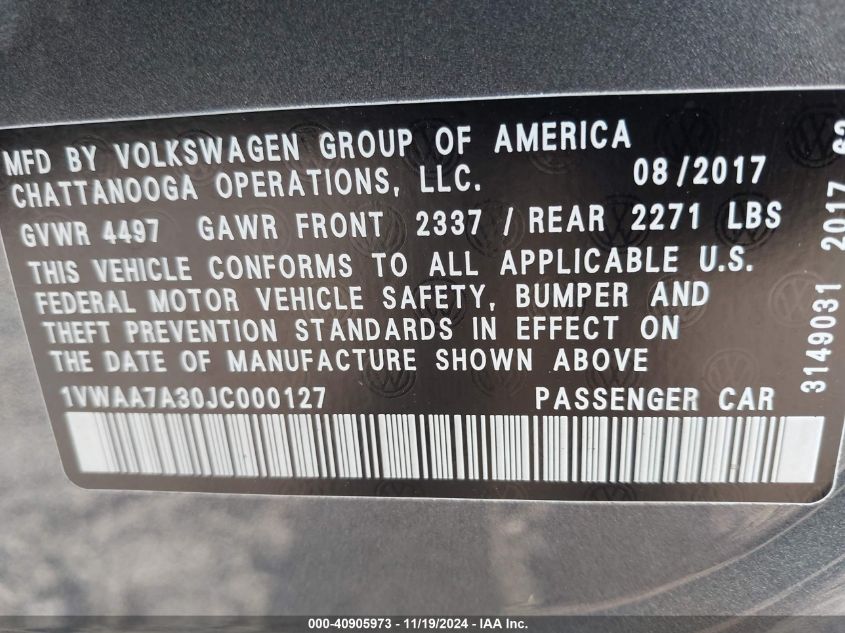 MFD BY VOLKSWAGEN GROUP OF AMERICA
CHATTANOOGA OPERATIONS, LLC. 08/2017
GVWR 4497 GAWR FRONT 2337 / REAR 2271 LBS
THIS VEHICLE CONFORMS TO ALL APPLICABLE U.S.
FEDERAL MOTOR VEHICLE SAFETY, BUMPER AND
THEFT PREVENTION STANDARDS IN EFFECT ON
THE DATE OF MANUFACTURE SHOWN ABOVE
1VWAA7A30JC000127 PASSENGER CAR
3149031 2017
000-40905973 - 11/19/2024 - IAA, Inc.